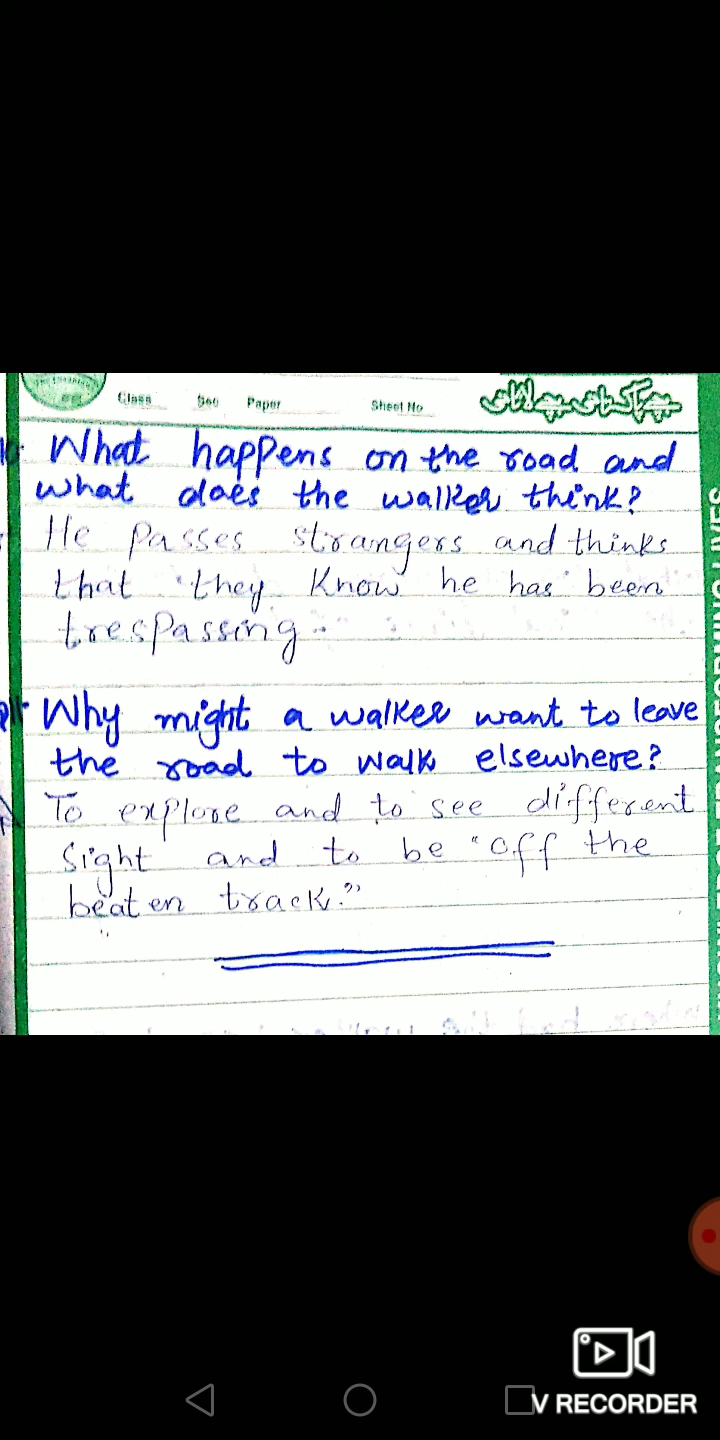 Class Sec Paper Sheet No
What happens on the road and
what does the walker think?
He passes strangers and thinks
that they know he has been
trespassing.
Why might a walker want to leave
the road to walk elsewhere?
To explore and to see different
sight and to be "off the
beaten track."
V RECORDER